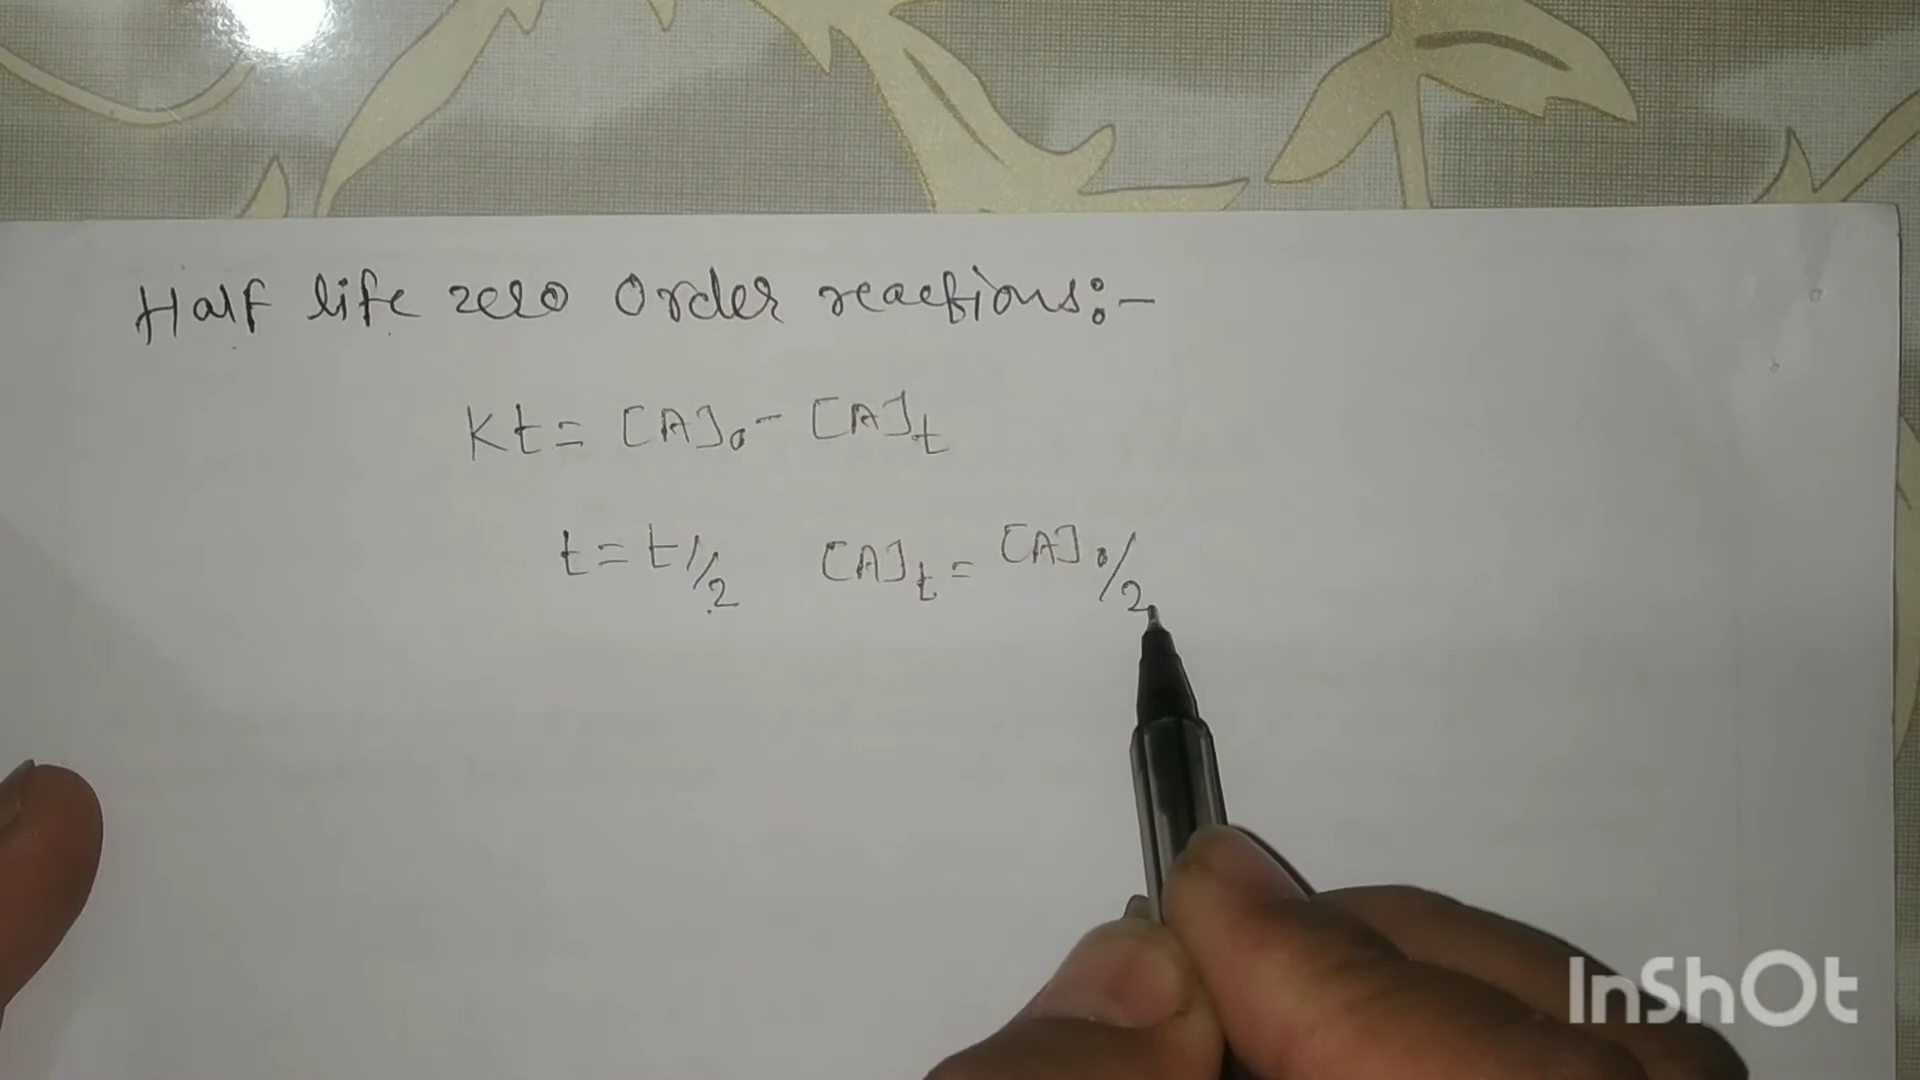 Half life zero Order reactions:-
Kt = [A]₀ - [A]t
t = t1/2 [A]t = [A]₀/2
InShOt